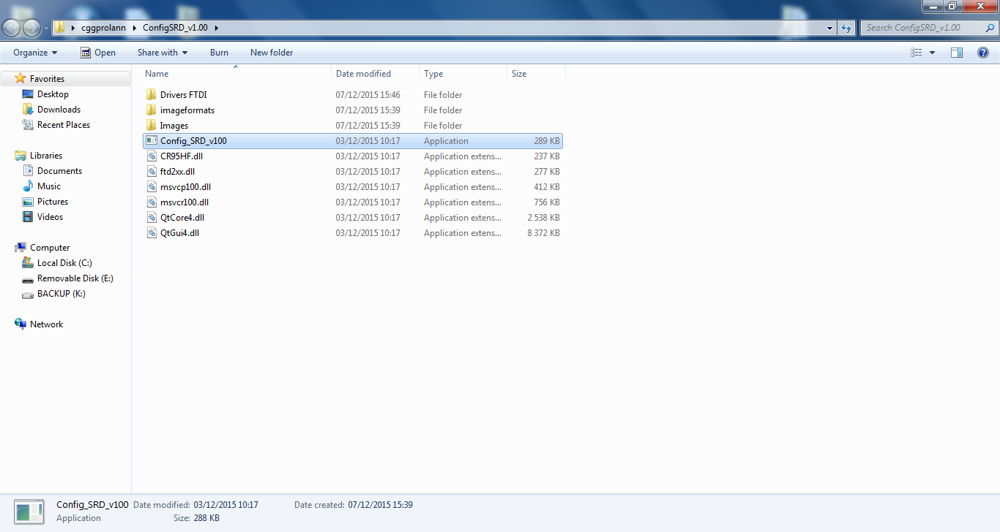 cggprolann ConfigSRD_v1.00 Search ConfigSRD_v1.00
Organize Open Share with Burn New folder
Favorites
Desktop
Downloads
Recent Places
Libraries
Documents
Music
Pictures
Videos
Computer
Local Disk (C:)
Removable Disk (E:)
BACKUP (K:)
Network
Name Date modified Type Size
Drivers FTDI 07/12/2015 15:46 File folder
imageformats 07/12/2015 15:39 File folder
Images 07/12/2015 15:39 File folder
Config_SRD_v100 03/12/2015 10:17 Application 289 KB
CR95HF.dll 03/12/2015 10:17 Application extens... 237 KB
ftd2xx.dll 03/12/2015 10:17 Application extens... 277 KB
msvcp100.dll 03/12/2015 10:17 Application extens... 412 KB
msvcr100.dll 03/12/2015 10:17 Application extens... 756 KB
QtCore4.dll 03/12/2015 10:17 Application extens... 2 538 KB
QtGui4.dll 03/12/2015 10:17 Application extens... 8 372 KB
Config_SRD_v100 Date modified: 03/12/2015 10:17 Date created: 07/12/2015 15:39
Application Size: 288 KB